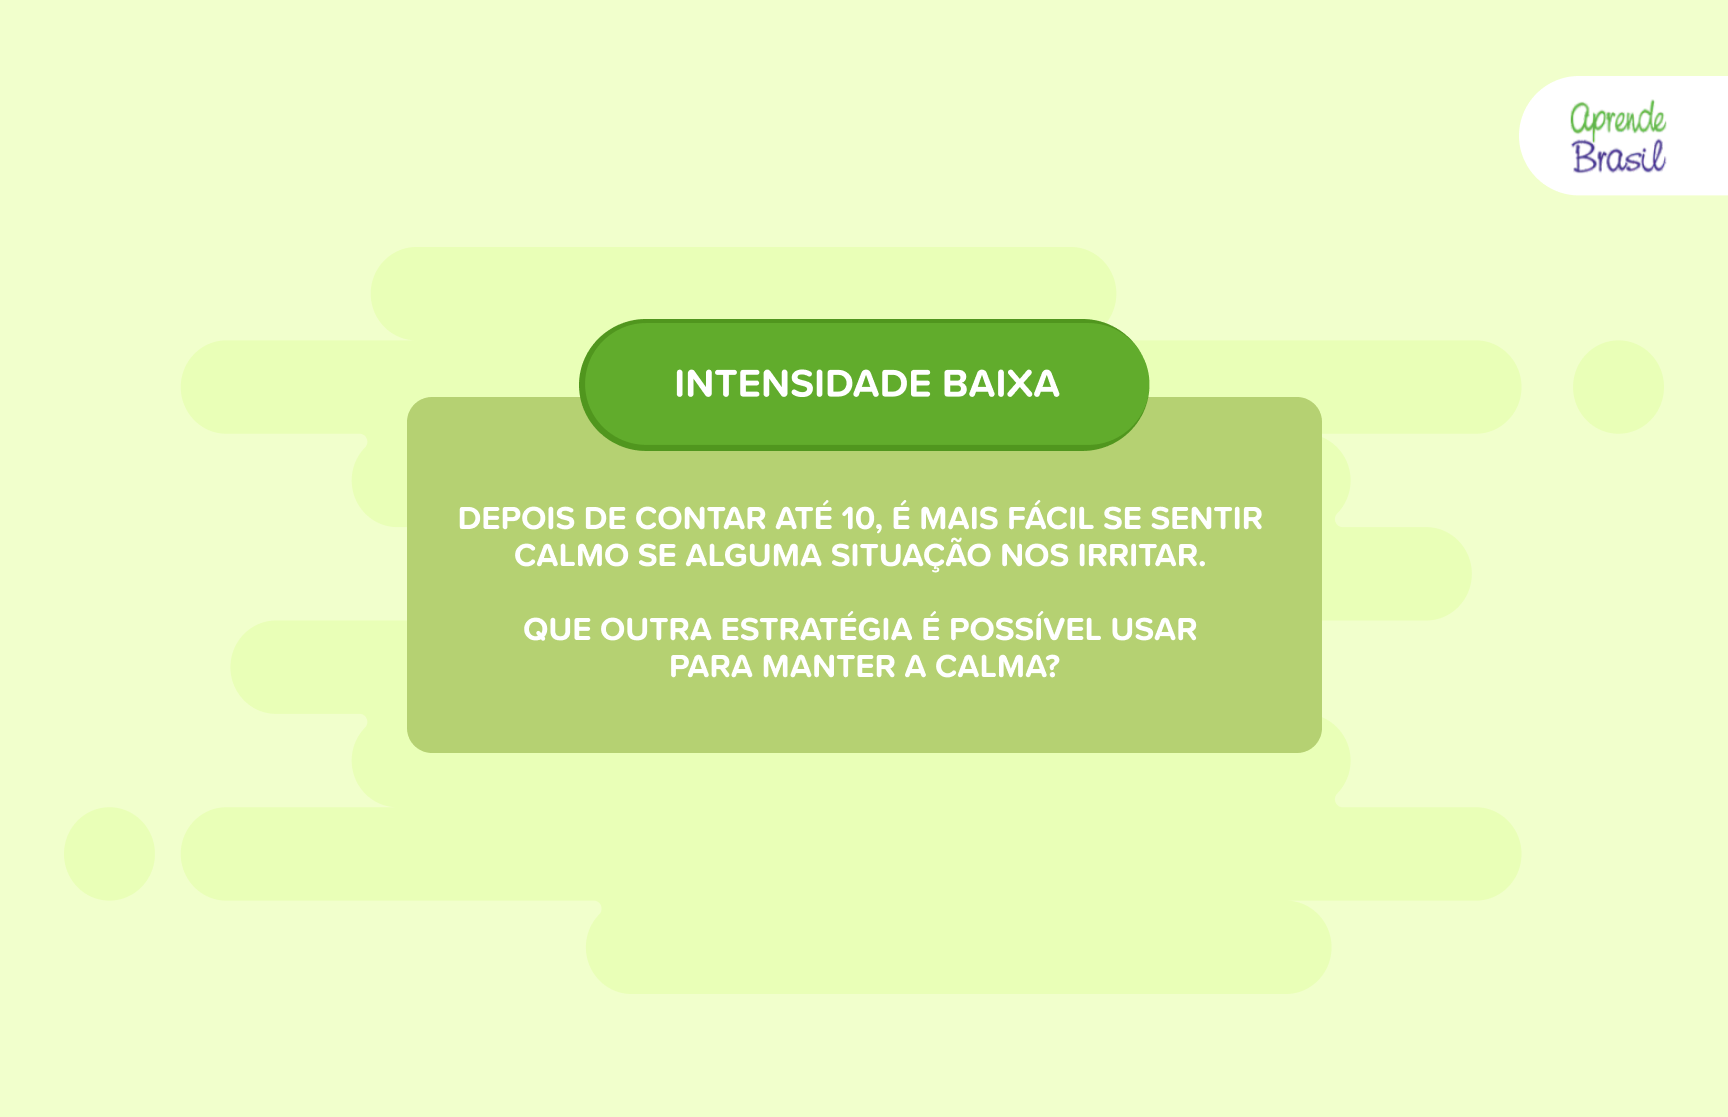 aprende
Brasil
INTENSIDADE BAIXA
DEPOIS DE CONTAR ATÉ 10, É MAIS FÁCIL SE SENTIR
CALMO SE ALGUMA SITUAÇÃO NOS IRRITAR.
QUE OUTRA ESTRATÉGIA É POSSÍVEL USAR
PARA MANTER A CALMA?